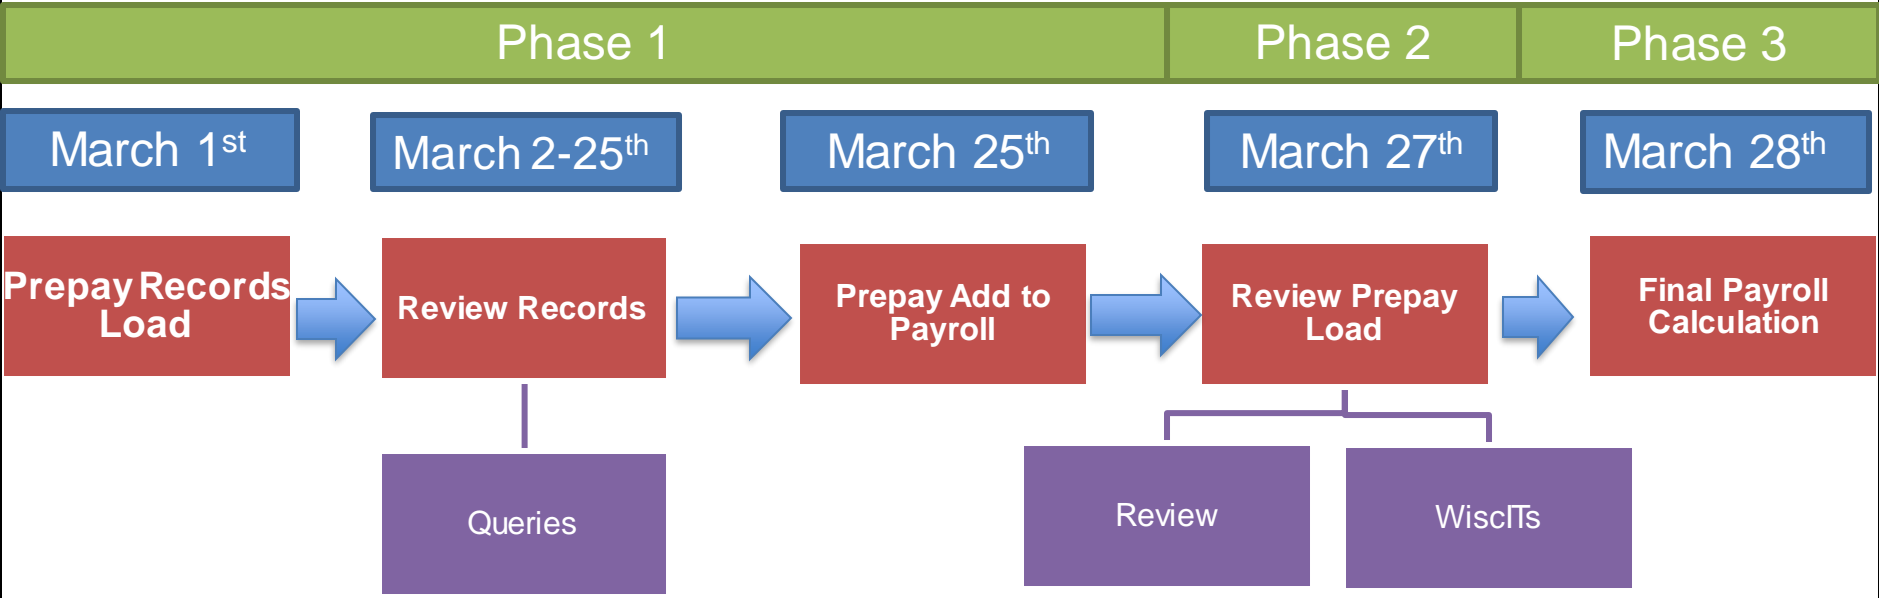 Phase 1
Phase 2
Phase 3
March 1st
March 2-25th
March 25th
March 27th
March 28th
Prepay Records
Load
Review Records
Prepay Add to
Payroll
Review Prepay
Load
Final Payroll
Calculation
Queries
Review
WiscITs